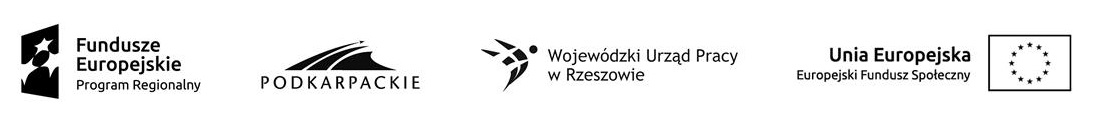 Fundusze
Europejskie
Program Regionalny
PODKARPACKIE
Wojewódzki Urząd Pracy
w Rzeszowie
Unia Europejska
Europejski Fundusz Społeczny